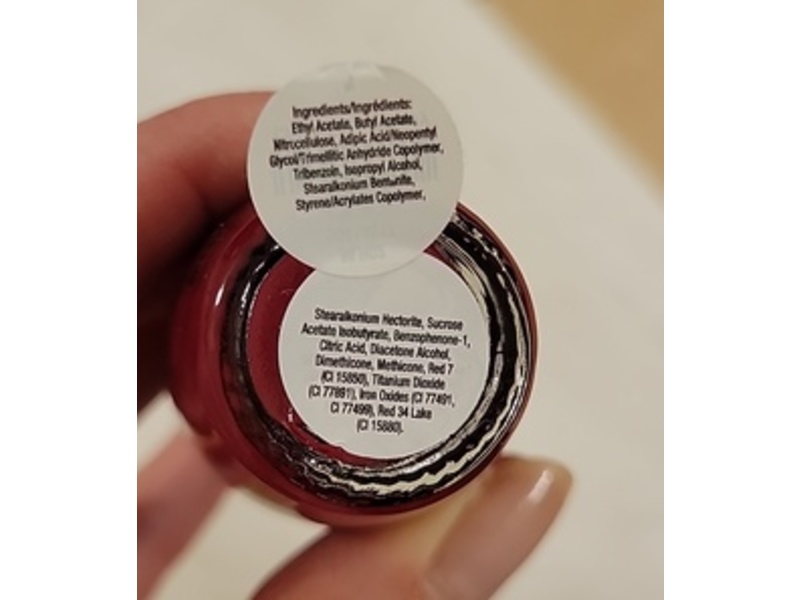 Ingredients/Ingrédients:
Ethyl Acetate, Butyl Acetate,
Nitrocellulose, Adipic Acid/Neopentyl
Glycol/Trimellitic Anhydride Copolymer,
Tribenzoin, Isopropyl Alcohol,
Stearalkonium Bentonite,
Styrene/Acrylates Copolymer,
Stearalkonium Hectorite, Sucrose
Acetate Isobutyrate, Benzophenone-1,
Citric Acid, Diacetone Alcohol,
Dimethicone, Methicone, Red 7
(CI 15850), Titanium Dioxide
(CI 77891), Iron Oxides (CI 77491,
CI 77499), Red 34 Lake
(CI 15880).